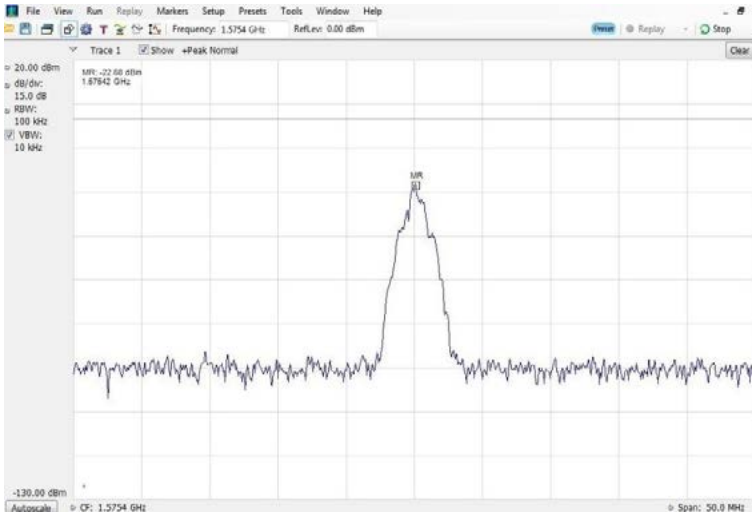 File View Run Replay Markers Setup Presets Tools Window Help
Frequency: 1.5754 GHz RefLev: 0.00 dBm Preset Replay Stop
Trace 1 Show +Peak Normal Clear
20.00 dBm
dB/div:
15.0 dB
RBW:
100 kHz
VBW:
10 kHz
MR: -22.68 dBm
1.57642 GHz
MR
-130.00 dBm
Autoscale CF: 1.5754 GHz Span: 50.0 MHz